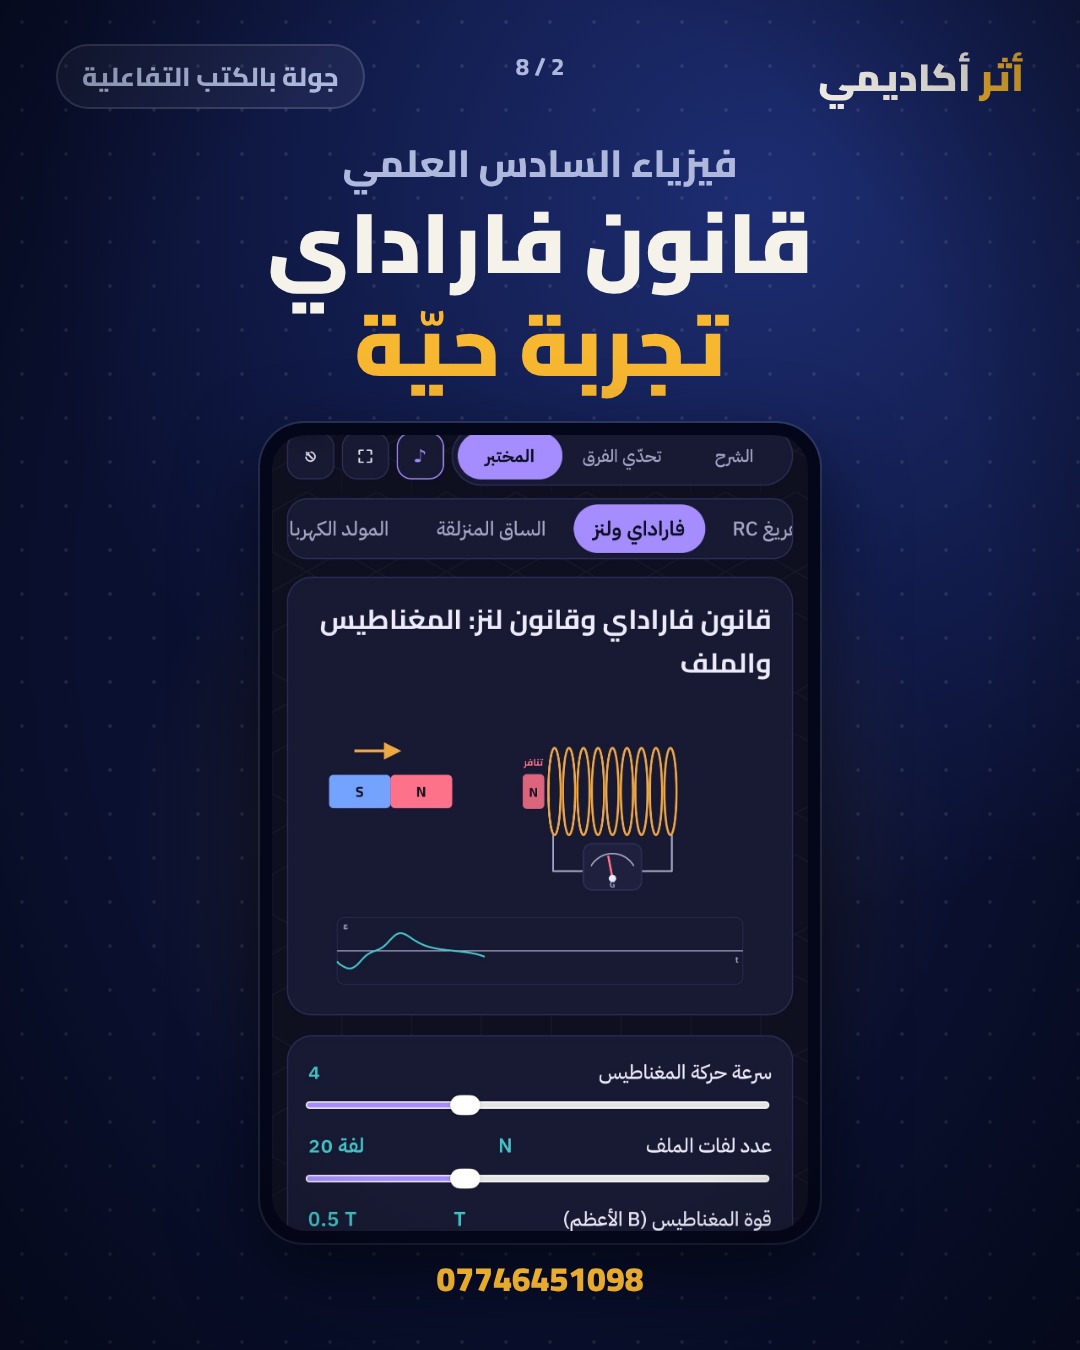 أثر أكاديمي
8 / 2
جولة بالكتب التفاعلية
فيزياء السادس العلمي
قانون فاراداي
تجربة حيّة
الشرح
تحدّي الفرق
المختبر
RC
فاراداي ولنز
الساق المنزلقة
المولد
قانون فاراداي وقانون لنز: المغناطيس
والملف
S
N
تنافر
N
G
ε
t
سرعة حركة المغناطيس 4
عدد لفات الملف N 20 لفة
قوة المغناطيس (B الأعظم) T 0.5 T
07746451098